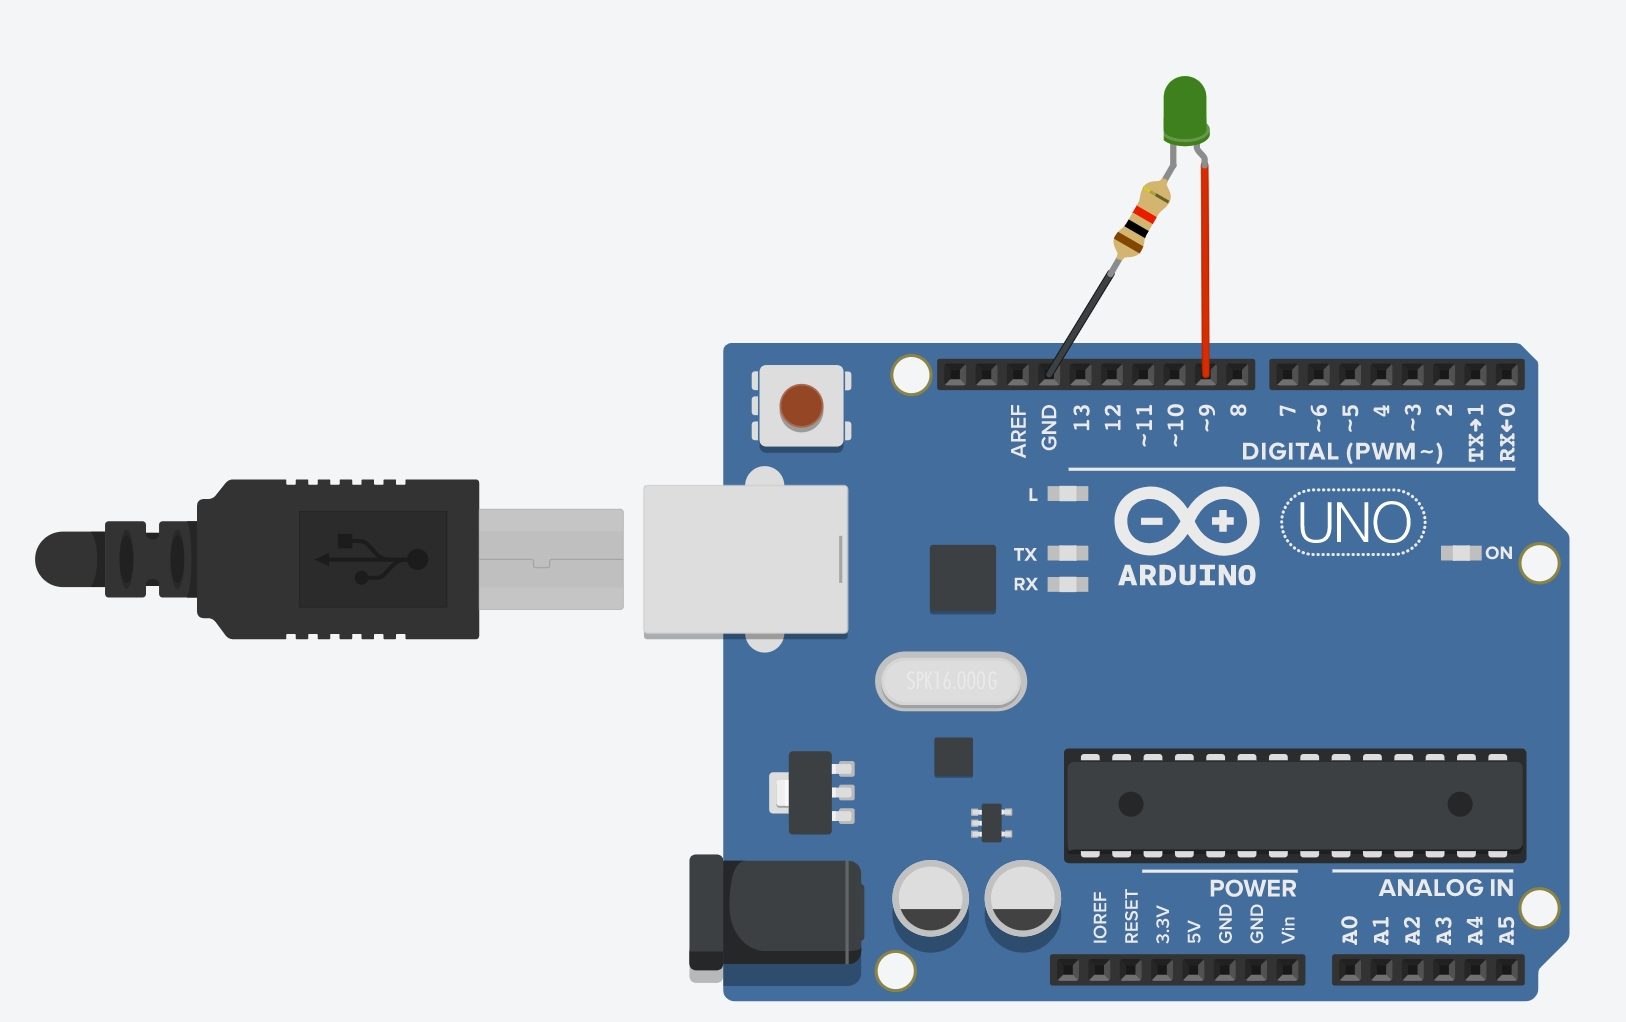 AREF
GND
13
12
~11
~10
~9
8
7
~6
~5
4
~3
2
TX→1
RX←0
DIGITAL (PWM~)
L
TX
RX
ARDUINO
UNO
ON
SPK16.000G
POWER
ANALOG IN
IOREF
RESET
3.3V
5V
GND
GND
Vin
A0
A1
A2
A3
A4
A5